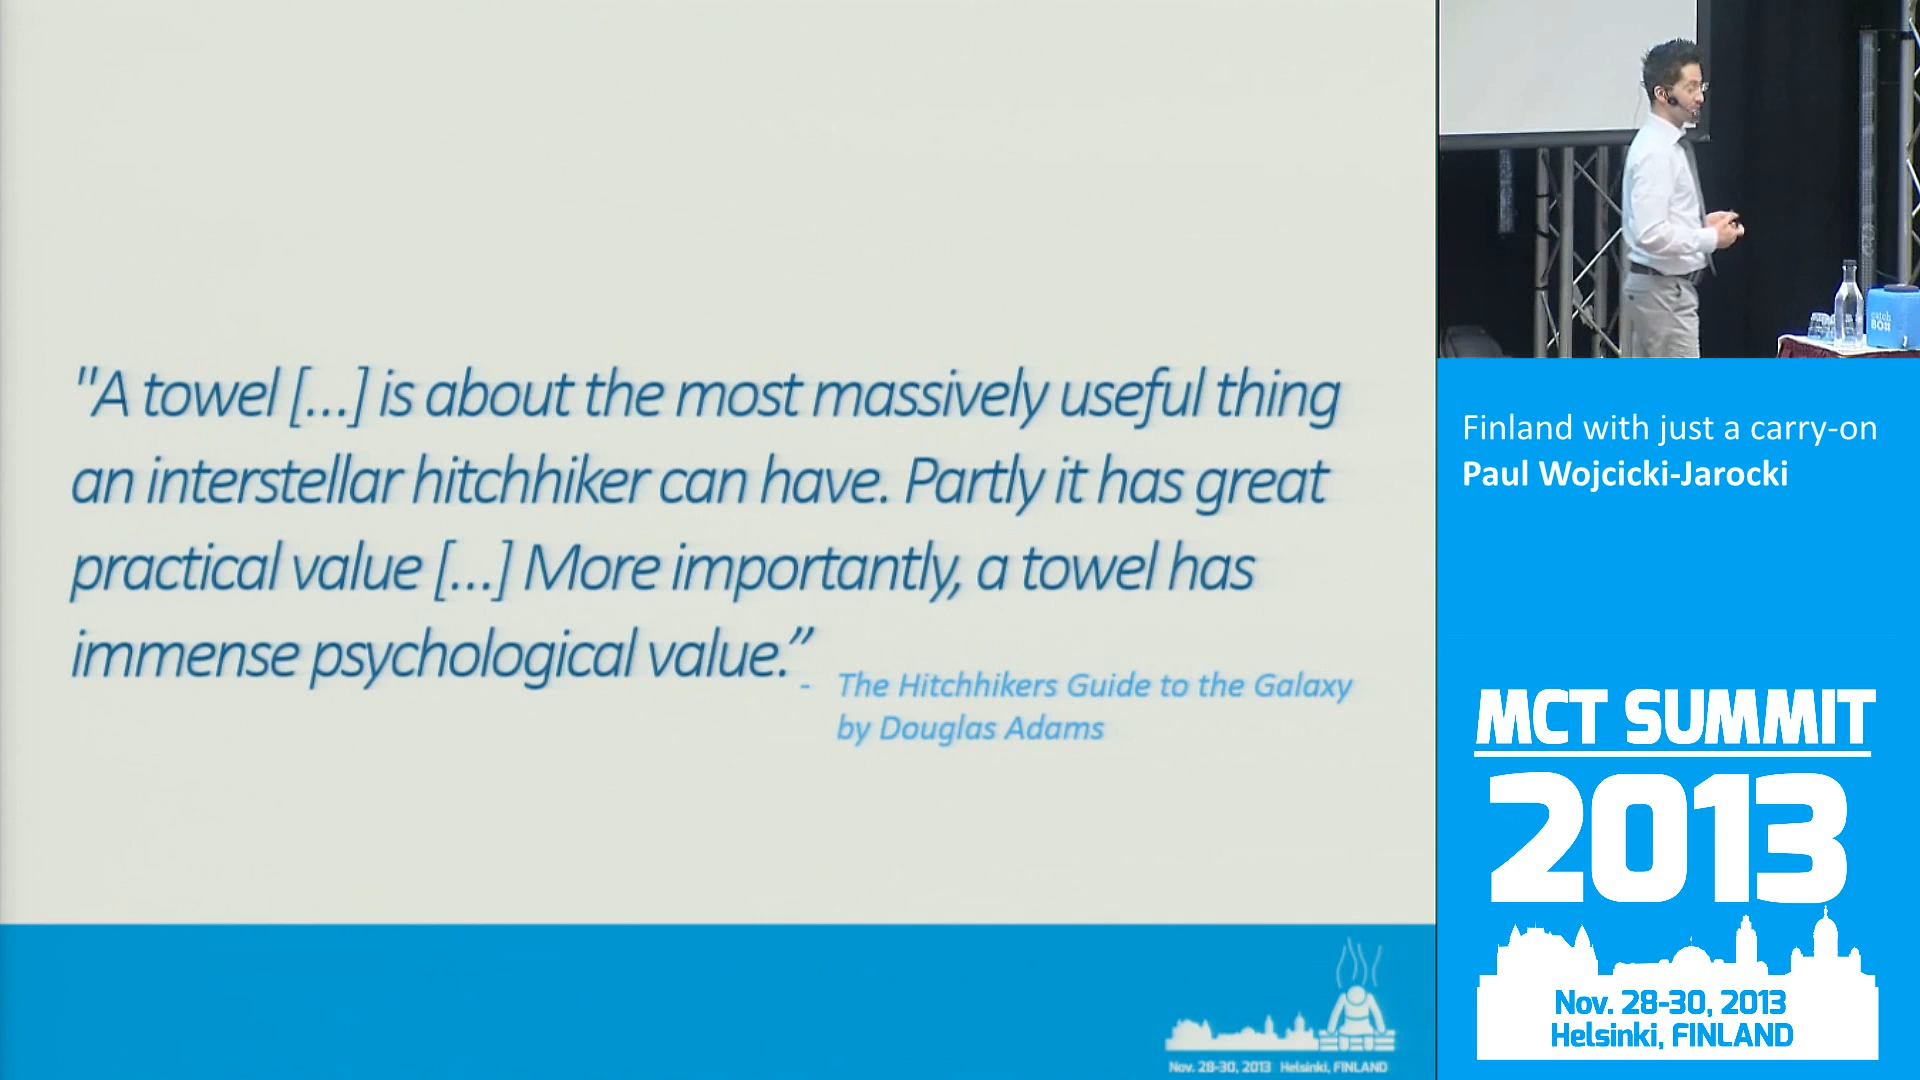 "A towel [...] is about the most massively useful thing
an interstellar hitchhiker can have. Partly it has great
practical value [...] More importantly, a towel has
immense psychological value.”
- The Hitchhikers Guide to the Galaxy
by Douglas Adams
Nov. 28-30, 2013 Helsinki, FINLAND
catch
BOX
Finland with just a carry-on
Paul Wojcicki-Jarocki
MCT SUMMIT
2013
Nov. 28-30, 2013
Helsinki, FINLAND